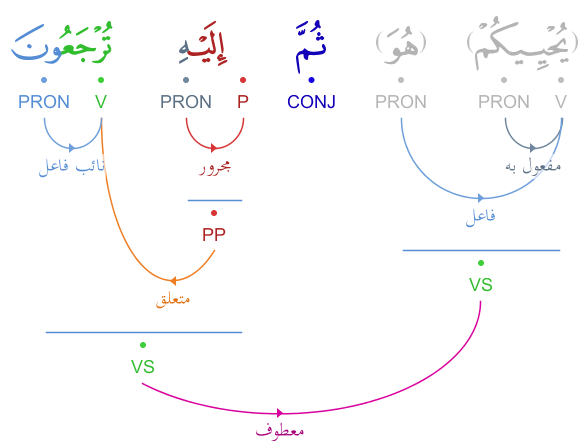 (يُحْيِيكُمْ) (هُوَ) ثُمَّ إِلَيْهِ تُرْجَعُونَ
V PRON PRON CONJ P PRON V PRON
مفعول به مجرور نائب فاعل
فاعل
PP
VS
متعلق
VS
معطوف